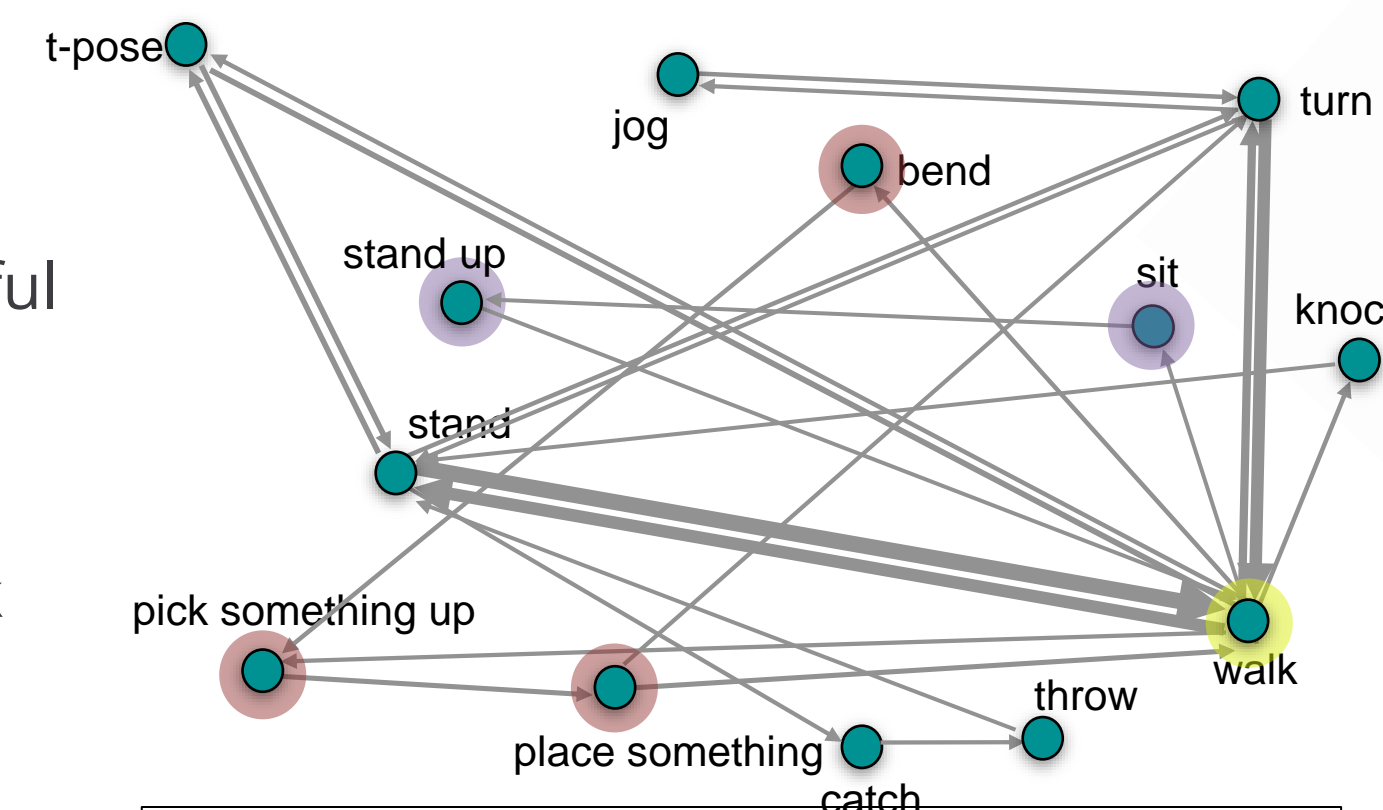 t-pose
jog
turn
bend
stand up
sit
ful
knoc
stand
pick something up
walk
throw
place something
catch